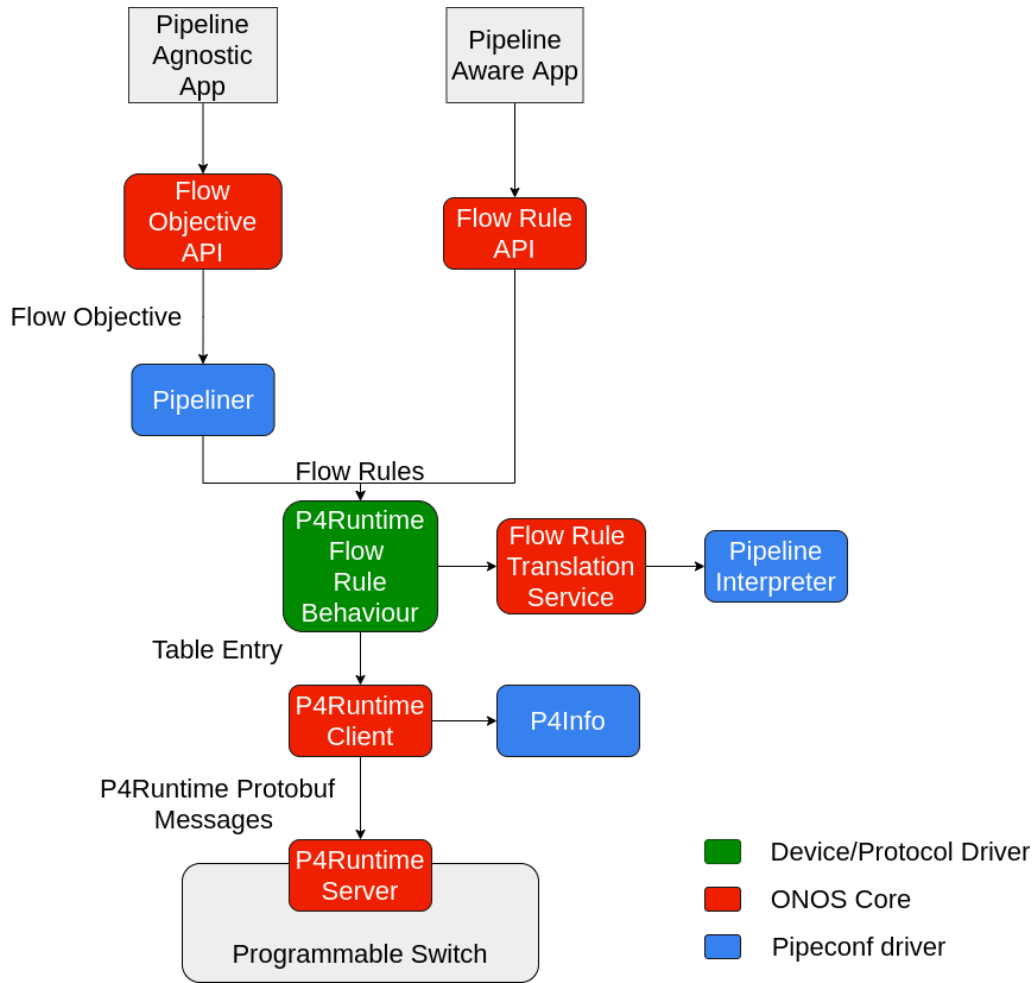 Pipeline
Agnostic
App
Pipeline
Aware App
Flow
Objective
API
Flow Rule
API
Flow Objective
Pipeliner
Flow Rules
P4Runtime
Flow
Rule
Behaviour
Flow Rule
Translation
Service
Pipeline
Interpreter
Table Entry
P4Runtime
Client
P4Info
P4Runtime Protobuf
Messages
P4Runtime
Server
Programmable Switch
Device/Protocol Driver
ONOS Core
Pipeconf driver